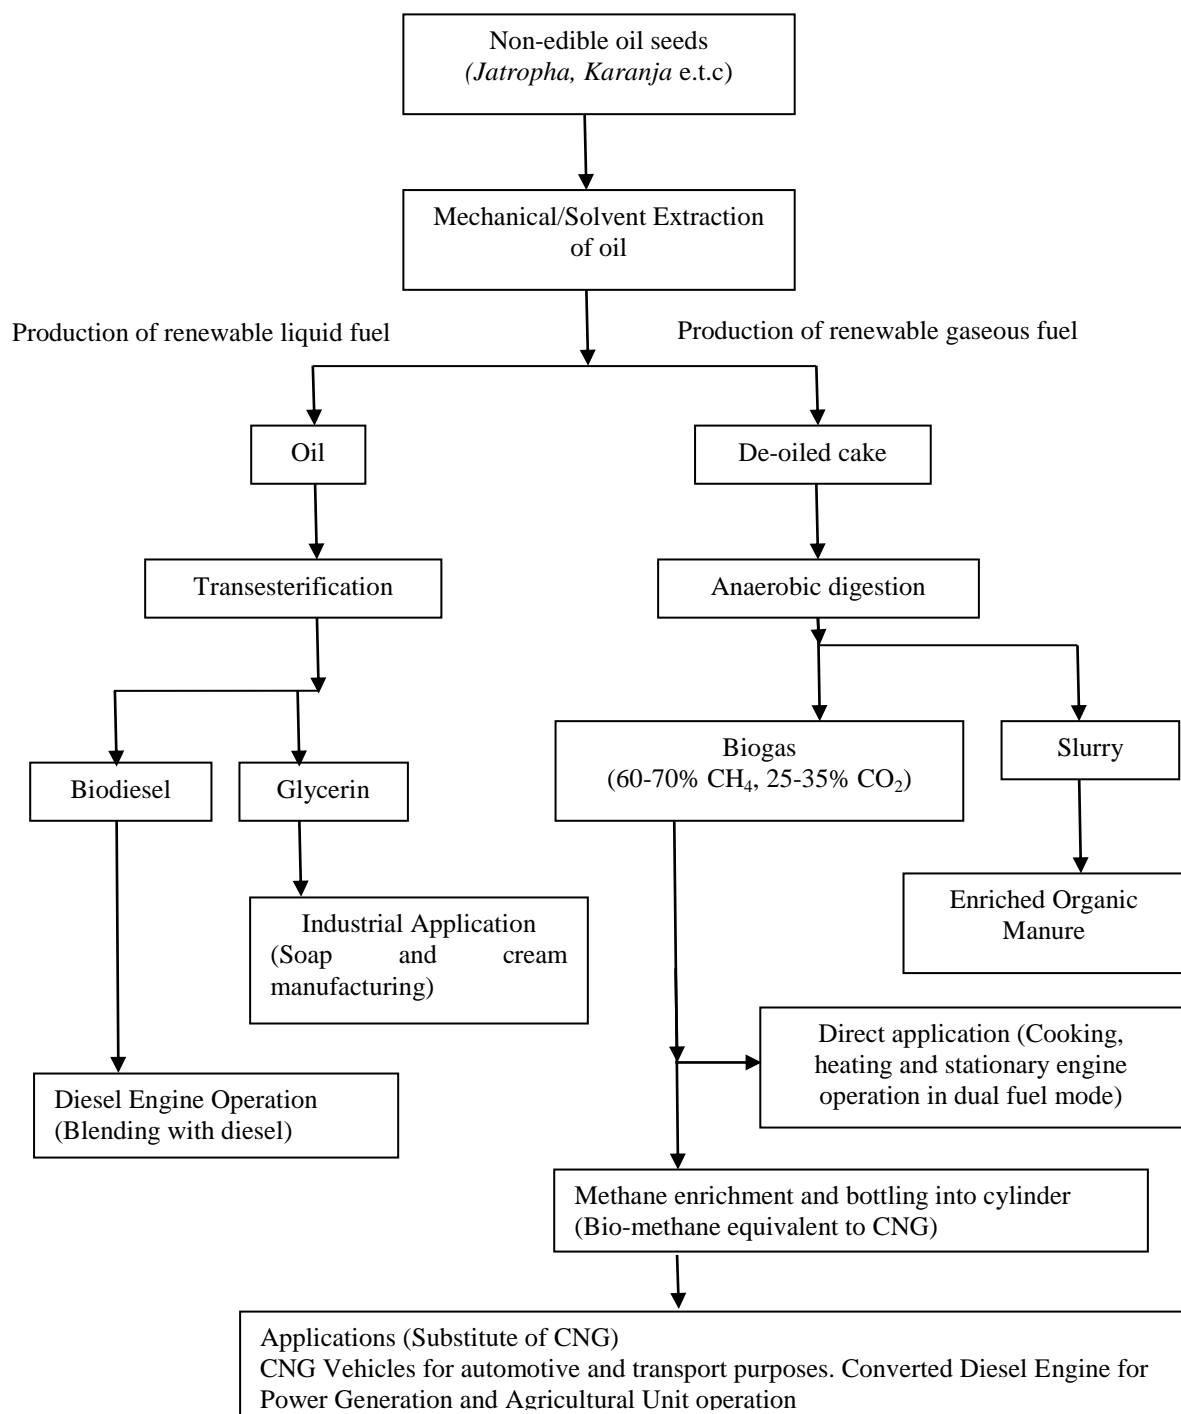 Non-edible oil seeds
(Jatropha, Karanja e.t.c)
Mechanical/Solvent Extraction
of oil
Production of renewable liquid fuel
Production of renewable gaseous fuel
Oil
De-oiled cake
Transesterification
Anaerobic digestion
Biogas
(60-70% CH₄, 25-35% CO₂)
Slurry
Biodiesel
Glycerin
Enriched Organic
Manure
Industrial Application
(Soap and cream
manufacturing)
Direct application (Cooking,
heating and stationary engine
operation in dual fuel mode)
Diesel Engine Operation
(Blending with diesel)
Methane enrichment and bottling into cylinder
(Bio-methane equivalent to CNG)
Applications (Substitute of CNG)
CNG Vehicles for automotive and transport purposes. Converted Diesel Engine for
Power Generation and Agricultural Unit operation